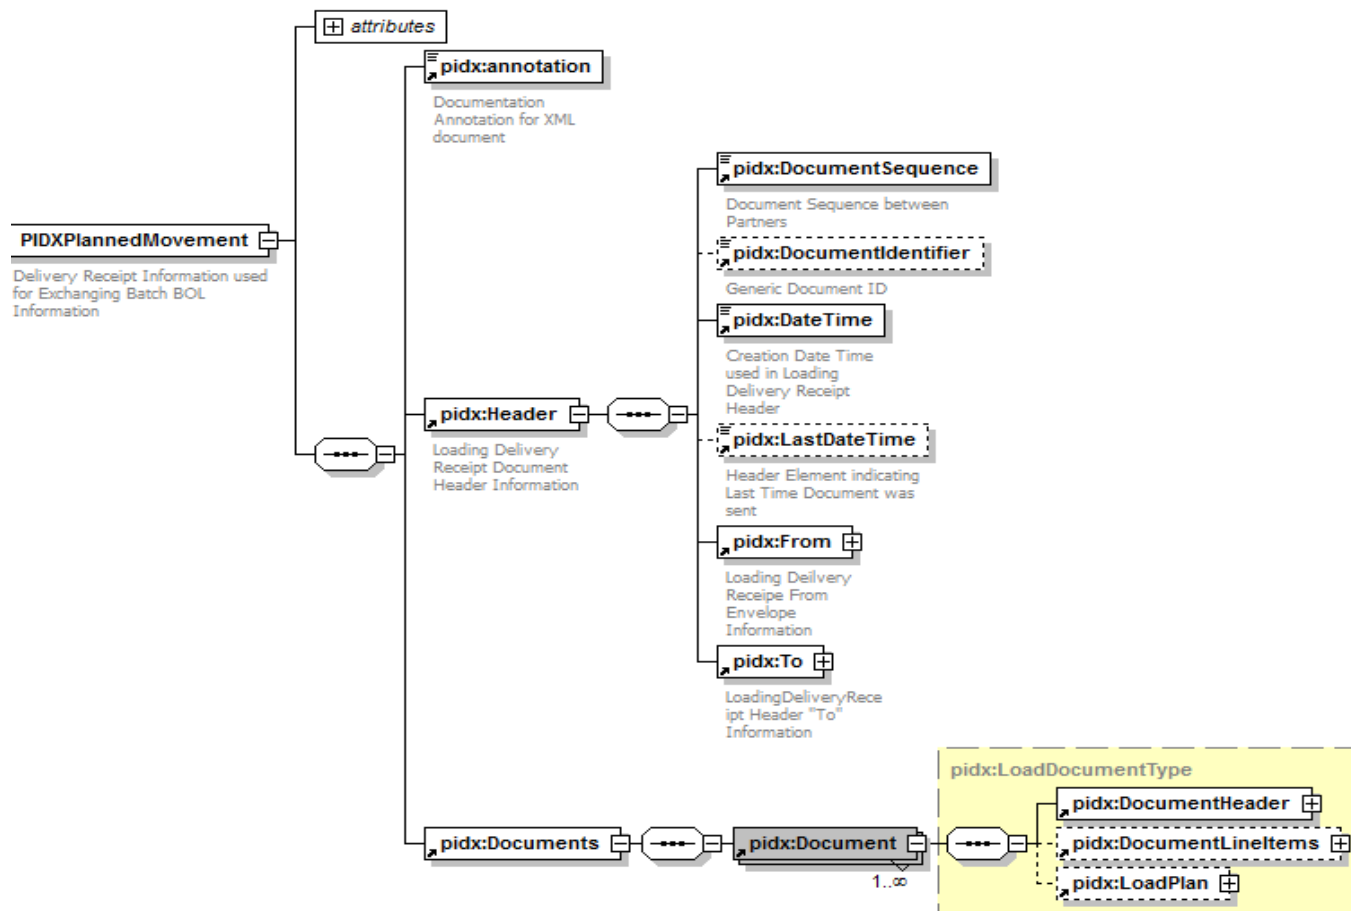 attributes
pidx:annotation
Documentation
Annotation for XML
document
pidx:DocumentSequence
Document Sequence between
Partners
PIDXPlannedMovement
Delivery Receipt Information used
for Exchanging Batch BOL
Information
pidx:DocumentIdentifier
Generic Document ID
pidx:DateTime
Creation Date Time
used in Loading
Delivery Receipt
Header
pidx:Header
Loading Delivery
Receipt Document
Header Information
pidx:LastDateTime
Header Element indicating
Last Time Document was
sent
pidx:From
Loading Deilvery
Receipe From
Envelope
Information
pidx:To
LoadingDeliveryRece
ipt Header "To"
Information
pidx:LoadDocumentType
pidx:DocumentHeader
pidx:Documents
pidx:Document
1..∞
pidx:DocumentLineItems
pidx:LoadPlan